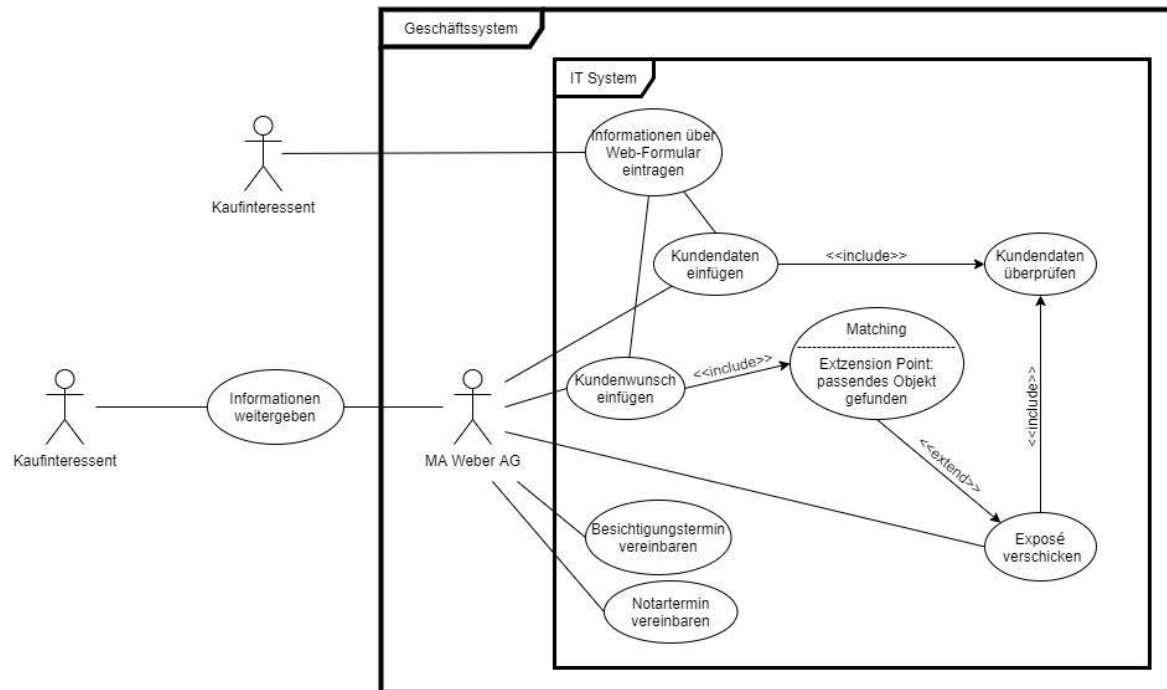 Geschäftssystem
IT System
Informationen über
Web-Formular
eintragen
Kaufinteressent
Kundendaten
einfügen
<<include>>
Kundendaten
überprüfen
Matching
Extzension Point:
passendes Objekt
gefunden
<<include>>
Kundenwunsch
einfügen
<<include>>
Informationen
weitergeben
Kaufinteressent
MA Weber AG
<<extend>>
Besichtigungstermin
vereinbaren
Exposé
verschicken
Notartermin
vereinbaren